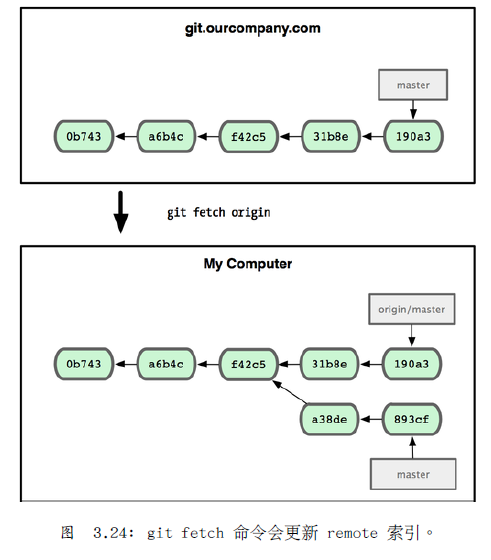 git.ourcompany.com
master
0b743 a6b4c f42c5 31b8e 190a3
git fetch origin
My Computer
origin/master
0b743 a6b4c f42c5 31b8e 190a3
a38de 893cf
master
图 3.24: git fetch 命令会更新 remote 索引。